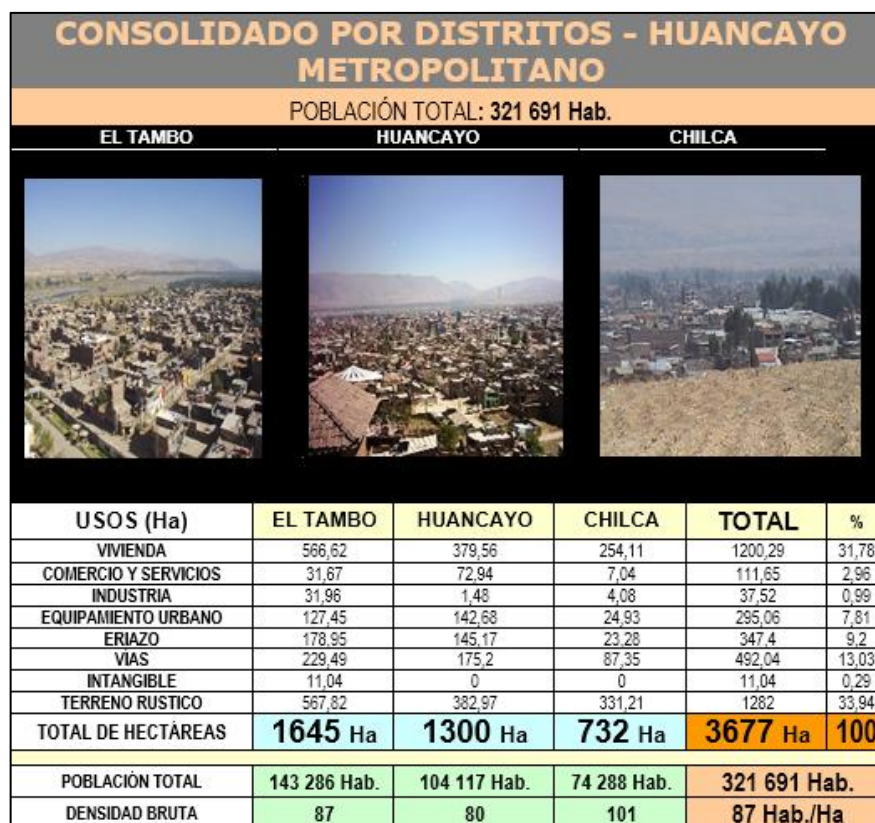 CONSOLIDADO POR DISTRITOS - HUANCAYO
METROPOLITANO
POBLACIÓN TOTAL: 321 691 Hab.
EL TAMBO HUANCAYO CHILCA
USOS (Ha) EL TAMBO HUANCAYO CHILCA TOTAL %
VIVIENDA 566,62 379,56 254,11 1200,29 31,78
COMERCIO Y SERVICIOS 31,67 72,94 7,04 111,65 2,96
INDUSTRIA 31,96 1,48 4,08 37,52 0,99
EQUIPAMIENTO URBANO 127,45 142,68 24,93 295,06 7,81
ERIAZO 178,95 145,17 23,28 347,4 9,2
VÍAS 229,49 175,2 87,35 492,04 13,03
INTANGIBLE 11,04 0 0 11,04 0,29
TERRENO RUSTICO 567,82 382,97 331,21 1282 33,94
TOTAL DE HECTÁREAS 1645 Ha 1300 Ha 732 Ha 3677 Ha 100
POBLACIÓN TOTAL 143 286 Hab. 104 117 Hab. 74 288 Hab. 321 691 Hab.
DENSIDAD BRUTA 87 80 101 87 Hab./Ha